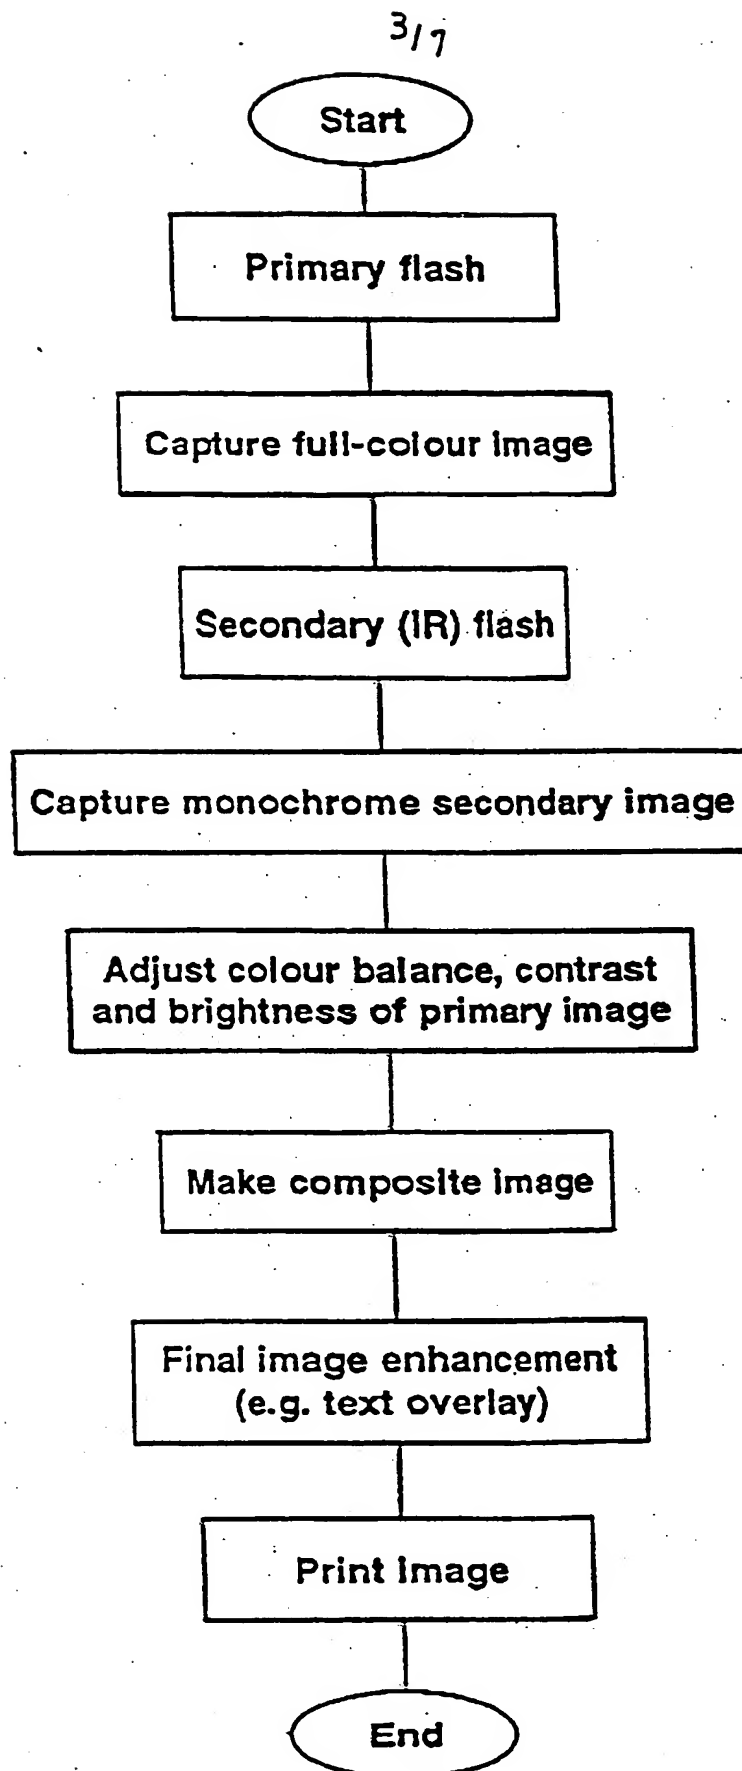 3/7
Start
Primary flash
Capture full-colour image
Secondary (IR) flash
Capture monochrome secondary image
Adjust colour balance, contrast
and brightness of primary image
Make composite image
Final image enhancement
(e.g. text overlay)
Print image
End